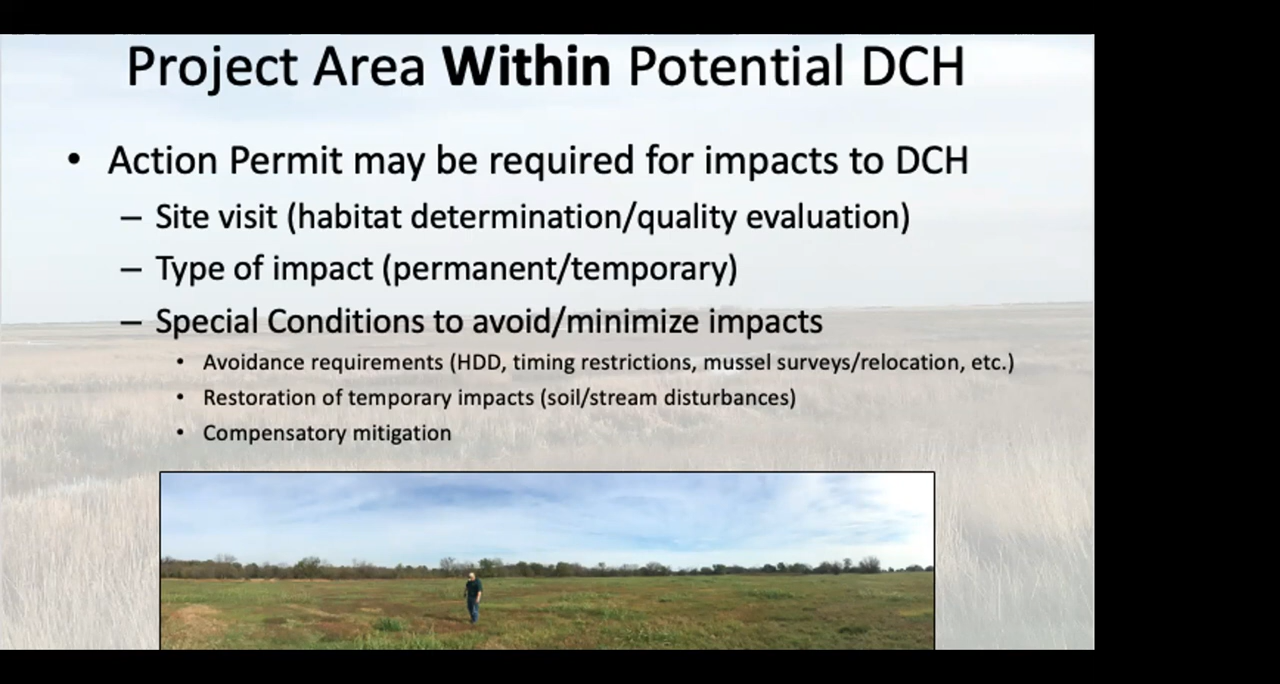 Project Area Within Potential DCH
• Action Permit may be required for impacts to DCH
– Site visit (habitat determination/quality evaluation)
– Type of impact (permanent/temporary)
– Special Conditions to avoid/minimize impacts
• Avoidance requirements (HDD, timing restrictions, mussel surveys/relocation, etc.)
• Restoration of temporary impacts (soil/stream disturbances)
• Compensatory mitigation